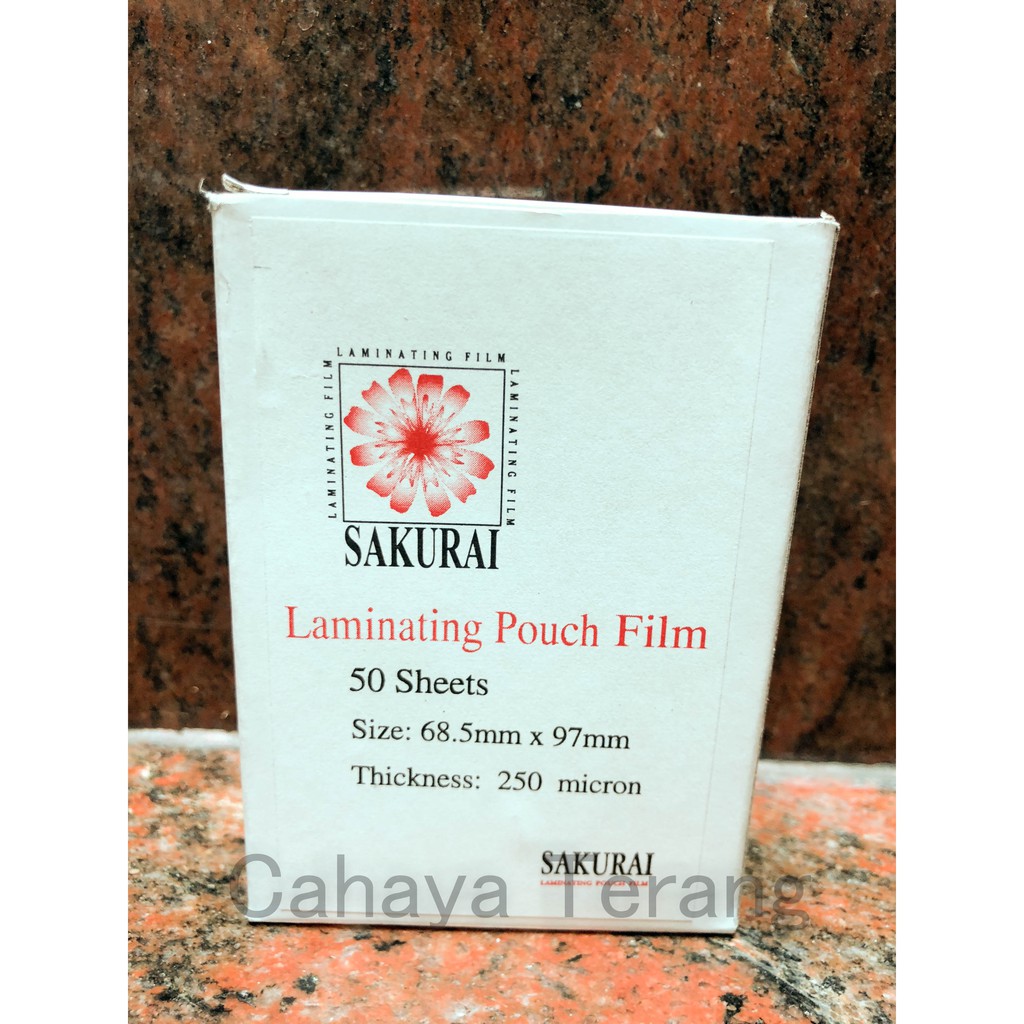 LAMINATING FILM
LAMINATING FILM
LAMINATING FILM
SAKURAI
Laminating Pouch Film
50 Sheets
Size: 68.5mm x 97mm
Thickness: 250 micron
SAKURAI
LAMINATING POUCH FILM
Cahaya Terang